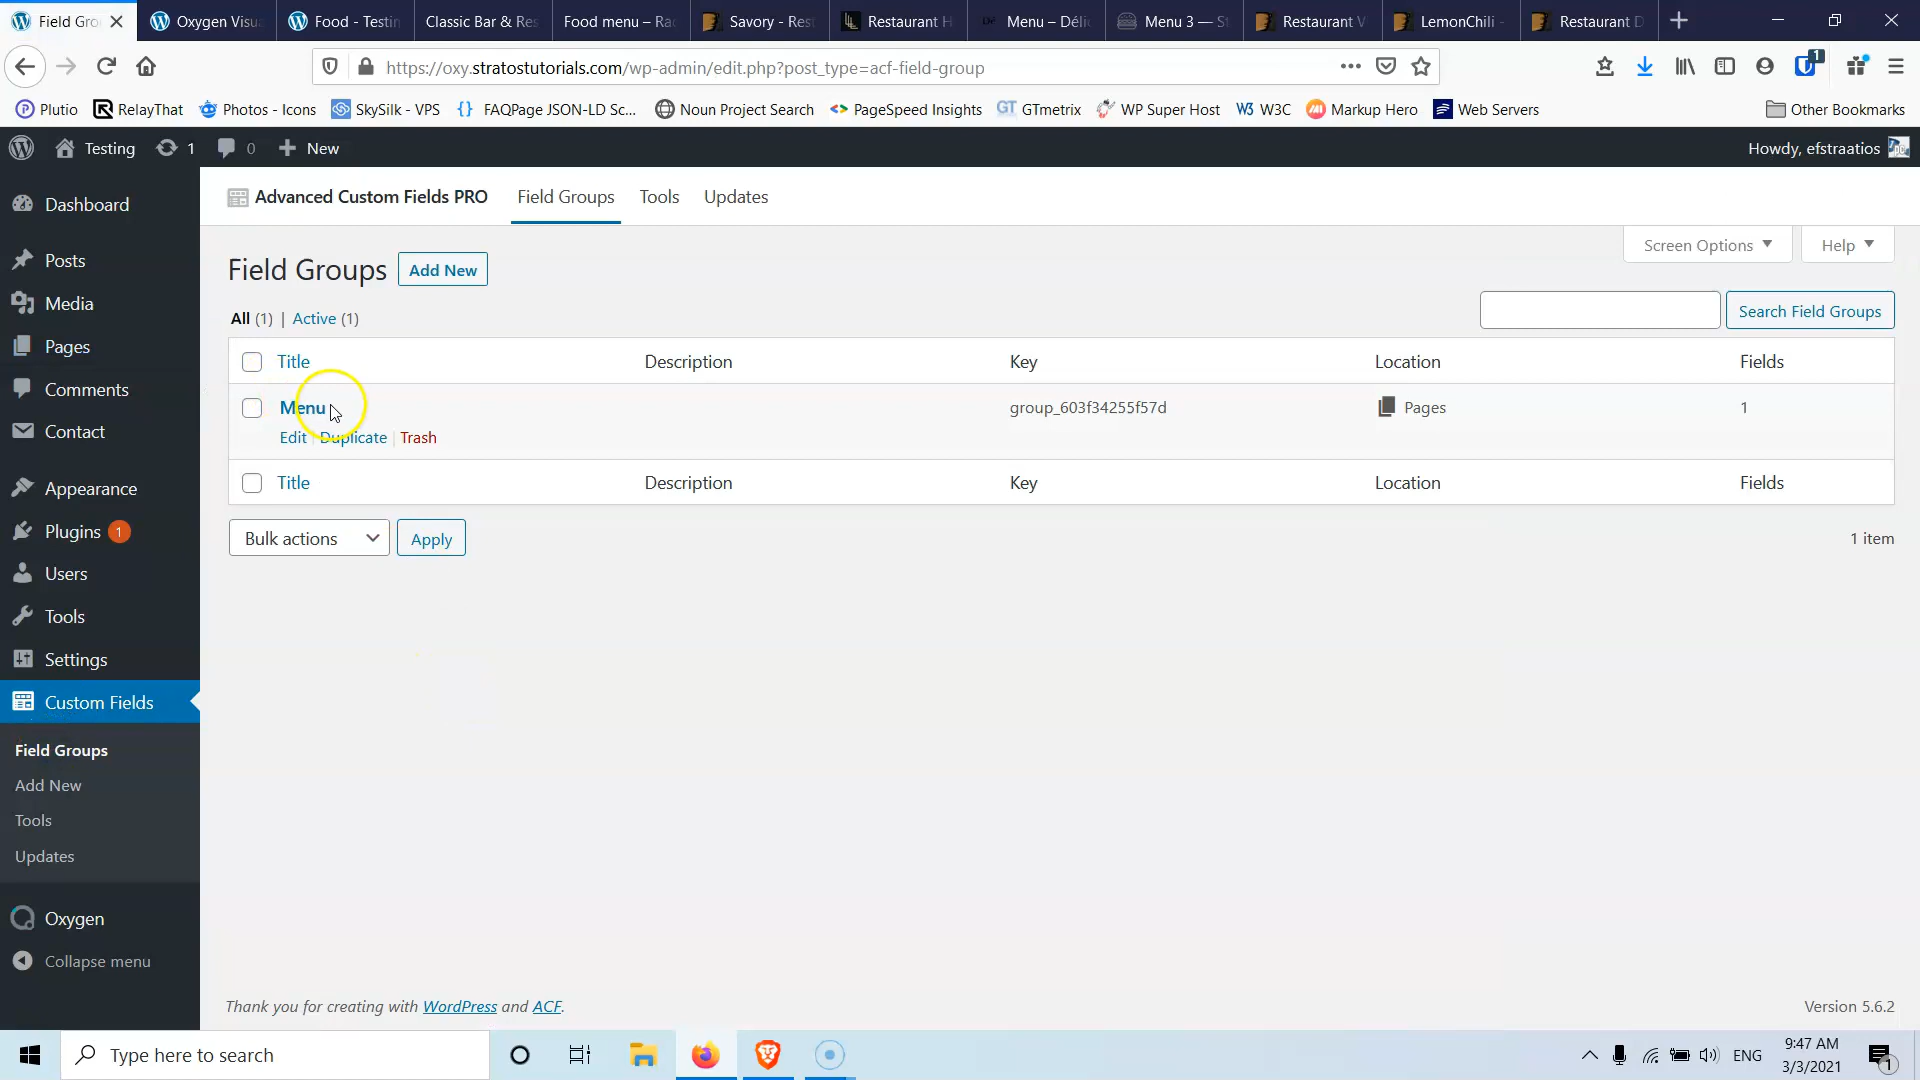 Field Gro
Oxygen Visu
Food - Testin
Classic Bar & Res
Food menu – Ra
Savory - Rest
Restaurant H
Menu – Délic
Menu 3 — S
Restaurant V
LemonChili -
Restaurant D
https://oxy.stratostutorials.com/wp-admin/edit.php?post_type=acf-field-group
1
Plutio
RelayThat
Photos - Icons
SkySilk - VPS
FAQPage JSON-LD Sc...
Noun Project Search
PageSpeed Insights
GT GTmetrix
WP Super Host
W3 W3C
Markup Hero
Web Servers
Other Bookmarks
Testing
1
0
New
Howdy, efstraatios
Dashboard
Posts
Media
Pages
Comments
Contact
Appearance
Plugins 1
Users
Tools
Settings
Custom Fields
Field Groups
Add New
Tools
Updates
Oxygen
Collapse menu
Advanced Custom Fields PRO
Field Groups
Tools
Updates
Screen Options
Help
Field Groups
Add New
All (1) | Active (1)
Search Field Groups
Title Description Key Location Fields
Menu group_603f34255f57d Pages 1
Edit | Duplicate | Trash
Title Description Key Location Fields
Bulk actions
Apply
1 item
Thank you for creating with WordPress and ACF.
Version 5.6.2
Type here to search
ENG
9:47 AM
3/3/2021
1